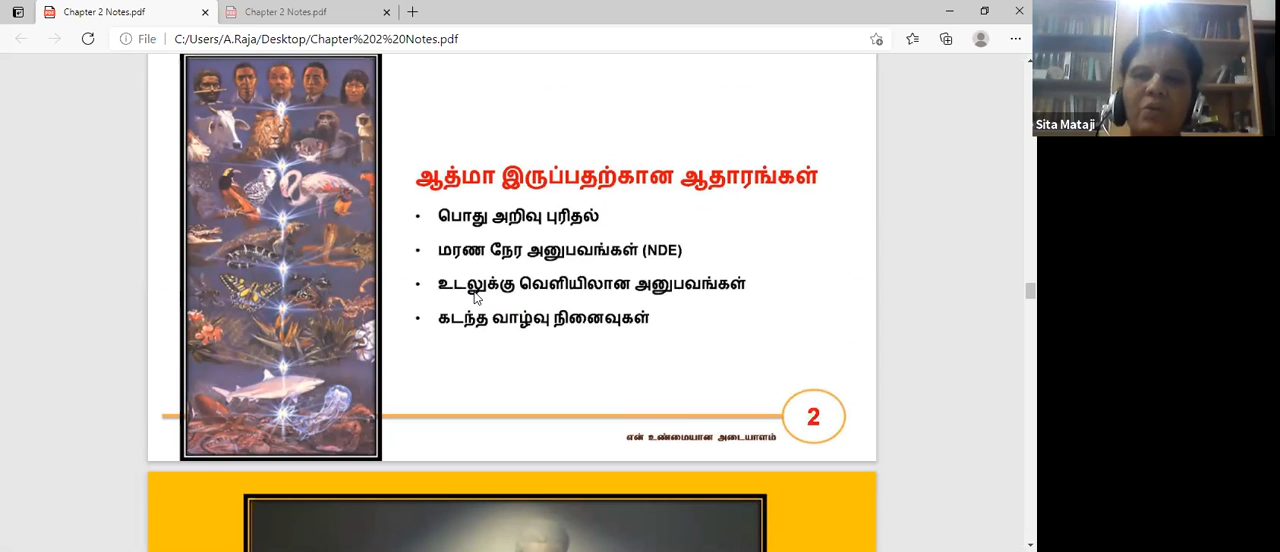 Chapter 2 Notes.pdf
Chapter 2 Notes.pdf
File
C:/Users/A.Raja/Desktop/Chapter%202%20Notes.pdf
Sita Mataji
ஆத்மா இருப்பதற்கான ஆதாரங்கள்
• பொது அறிவு புரிதல்
• மரண நேர அனுபவங்கள் (NDE)
• உடலுக்கு வெளியிலான அனுபவங்கள்
• கடந்த வாழ்வு நினைவுகள்
2
என் உண்மையான அடையாளம்